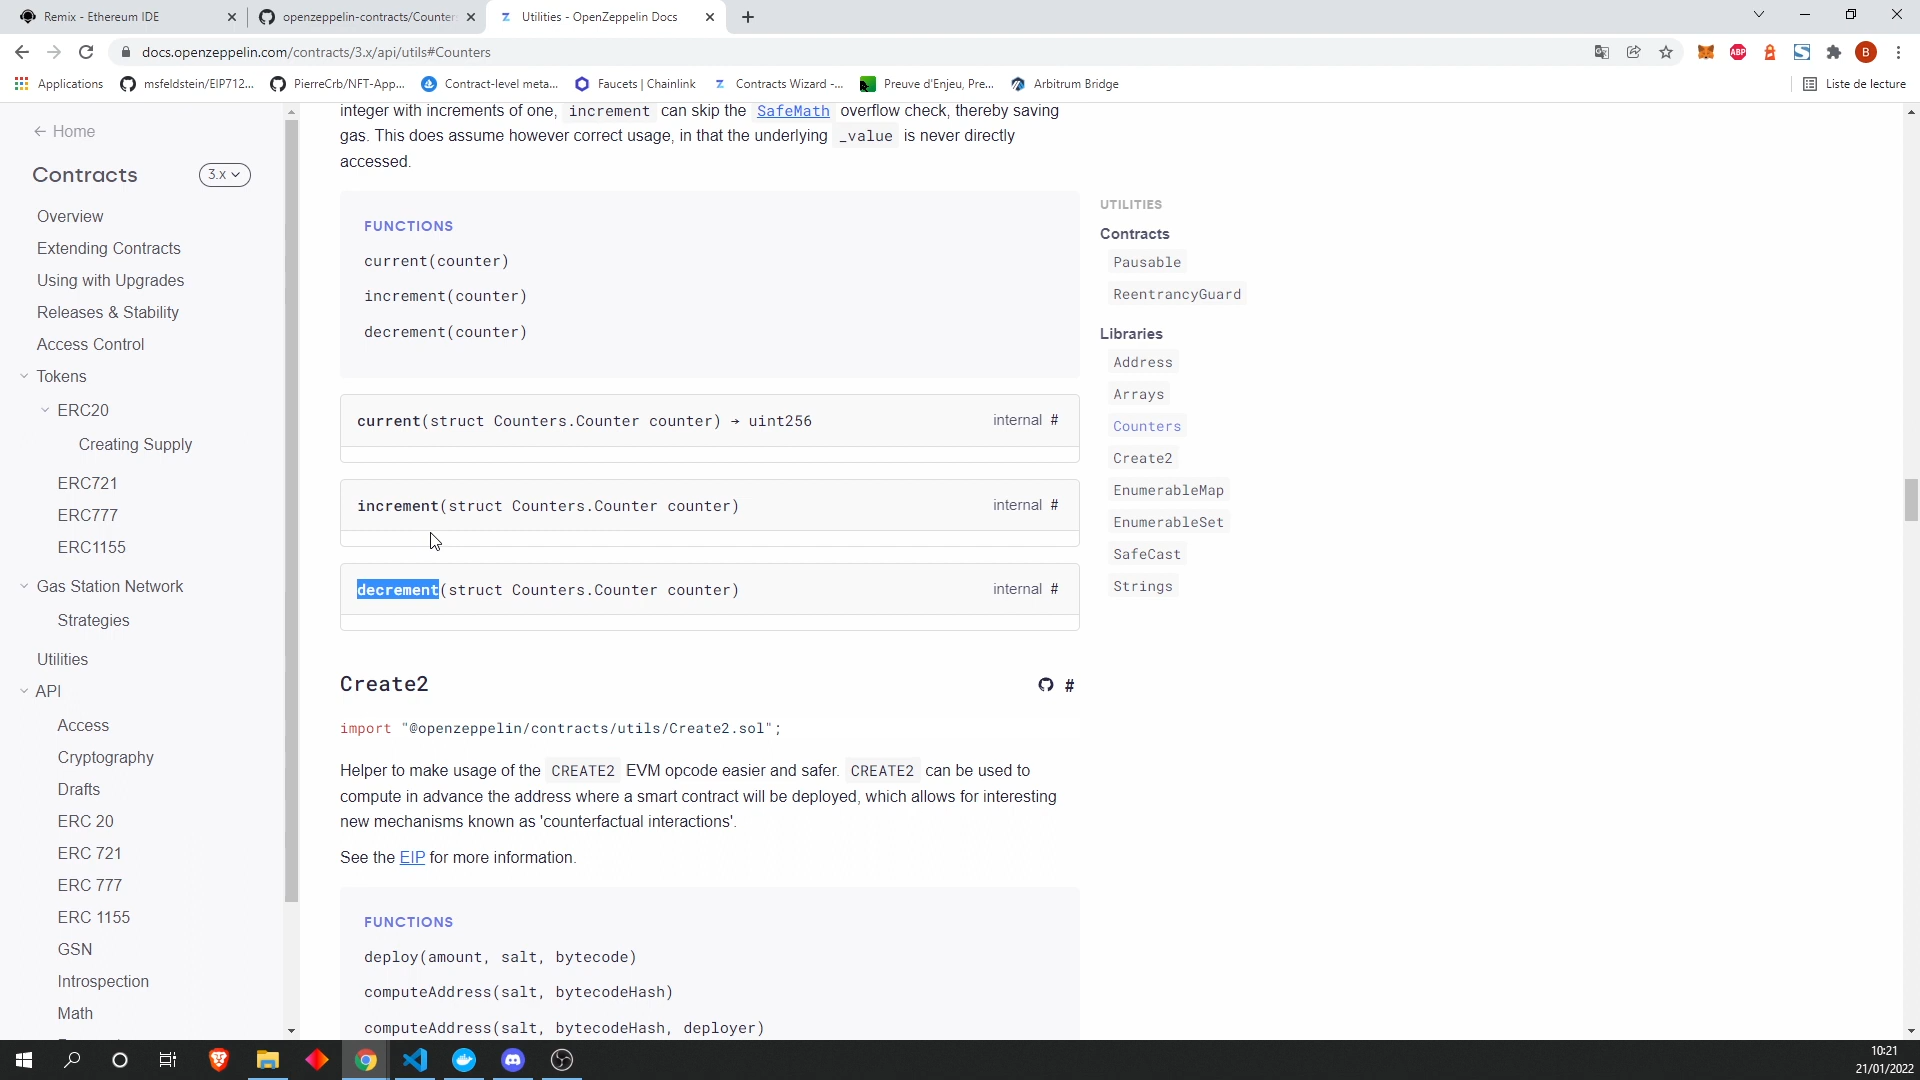 Remix - Ethereum IDE
openzeppelin-contracts/Counter
Utilities - OpenZeppelin Docs
docs.openzeppelin.com/contracts/3.x/api/utils#Counters
ABP
B
Applications
msfeldstein/EIP712...
PierreCrb/NFT-App...
Contract-level meta...
Faucets | Chainlink
Contracts Wizard -...
Preuve d'Enjeu, Pre...
Arbitrum Bridge
Liste de lecture
← Home
Contracts
3.x
Overview
Extending Contracts
Using with Upgrades
Releases & Stability
Access Control
Tokens
ERC20
Creating Supply
ERC721
ERC777
ERC1155
Gas Station Network
Strategies
Utilities
API
Access
Cryptography
Drafts
ERC 20
ERC 721
ERC 777
ERC 1155
GSN
Introspection
Math
integer with increments of one, increment can skip the SafeMath overflow check, thereby saving
gas. This does assume however correct usage, in that the underlying _value is never directly
accessed.
FUNCTIONS
current(counter)
increment(counter)
decrement(counter)
current(struct Counters.Counter counter) → uint256 internal #
increment(struct Counters.Counter counter) internal #
decrement(struct Counters.Counter counter) internal #
Create2 #
import "@openzeppelin/contracts/utils/Create2.sol";
Helper to make usage of the CREATE2 EVM opcode easier and safer. CREATE2 can be used to
compute in advance the address where a smart contract will be deployed, which allows for interesting
new mechanisms known as 'counterfactual interactions'.
See the EIP for more information.
FUNCTIONS
deploy(amount, salt, bytecode)
computeAddress(salt, bytecodeHash)
computeAddress(salt, bytecodeHash, deployer)
UTILITIES
Contracts
Pausable
ReentrancyGuard
Libraries
Address
Arrays
Counters
Create2
EnumerableMap
EnumerableSet
SafeCast
Strings
10:21
21/01/2022